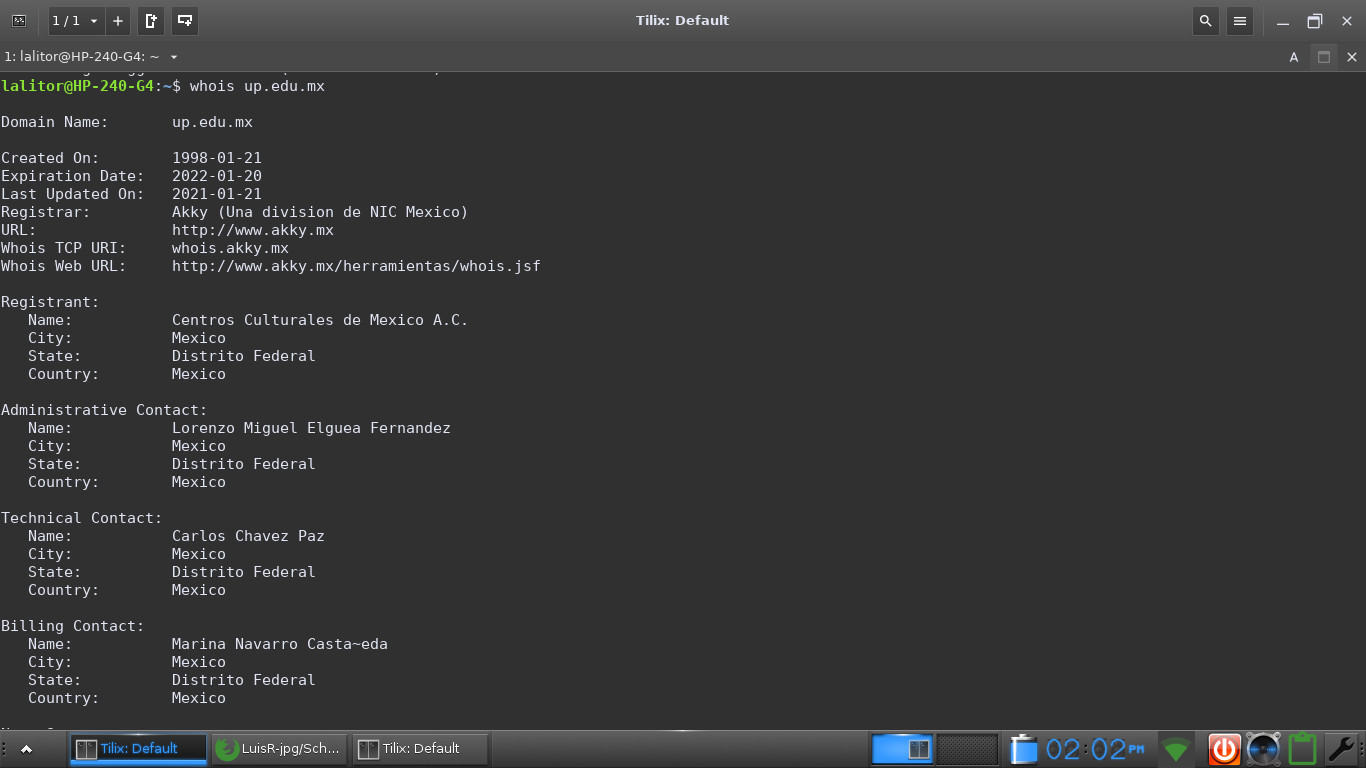 1 / 1
Tilix: Default
1: lalitor@HP-240-G4: ~
A
lalitor@HP-240-G4:~$ whois up.edu.mx
Domain Name: up.edu.mx
Created On: 1998-01-21
Expiration Date: 2022-01-20
Last Updated On: 2021-01-21
Registrar: Akky (Una division de NIC Mexico)
URL: http://www.akky.mx
Whois TCP URI: whois.akky.mx
Whois Web URL: http://www.akky.mx/herramientas/whois.jsf
Registrant:
Name: Centros Culturales de Mexico A.C.
City: Mexico
State: Distrito Federal
Country: Mexico
Administrative Contact:
Name: Lorenzo Miguel Elguea Fernandez
City: Mexico
State: Distrito Federal
Country: Mexico
Technical Contact:
Name: Carlos Chavez Paz
City: Mexico
State: Distrito Federal
Country: Mexico
Billing Contact:
Name: Marina Navarro Casta~eda
City: Mexico
State: Distrito Federal
Country: Mexico
Tilix: Default
LuisR-jpg/Sch...
Tilix: Default
02:02PM